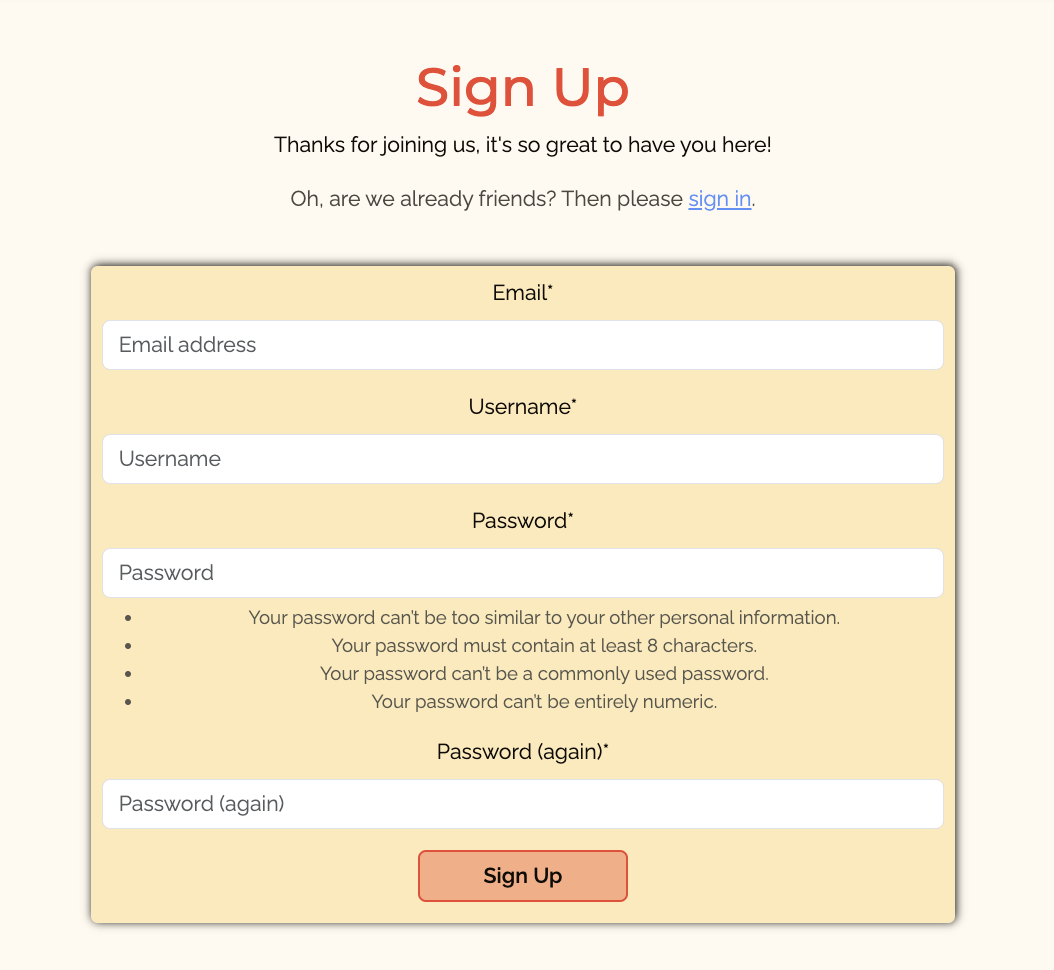 Sign Up
Thanks for joining us, it's so great to have you here!
Oh, are we already friends? Then please sign in.
Email*
Email address
Username*
Username
Password*
Password
• Your password can’t be too similar to your other personal information.
• Your password must contain at least 8 characters.
• Your password can’t be a commonly used password.
• Your password can’t be entirely numeric.
Password (again)*
Password (again)
Sign Up